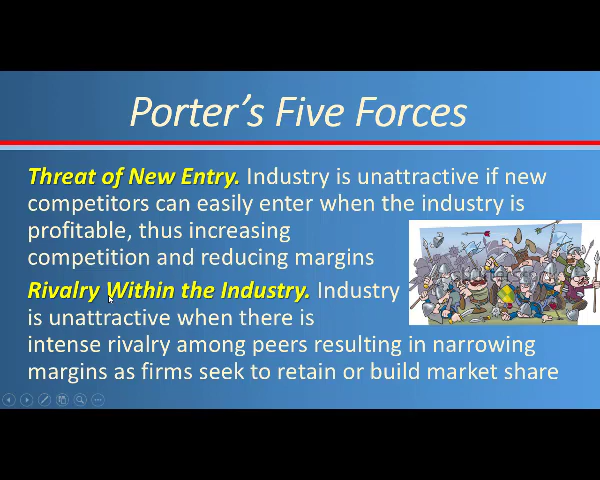 Porter's Five Forces
Threat of New Entry. Industry is unattractive if new
competitors can easily enter when the industry is
profitable, thus increasing
competition and reducing margins
Rivalry Within the Industry. Industry
is unattractive when there is
intense rivalry among peers resulting in narrowing
margins as firms seek to retain or build market share